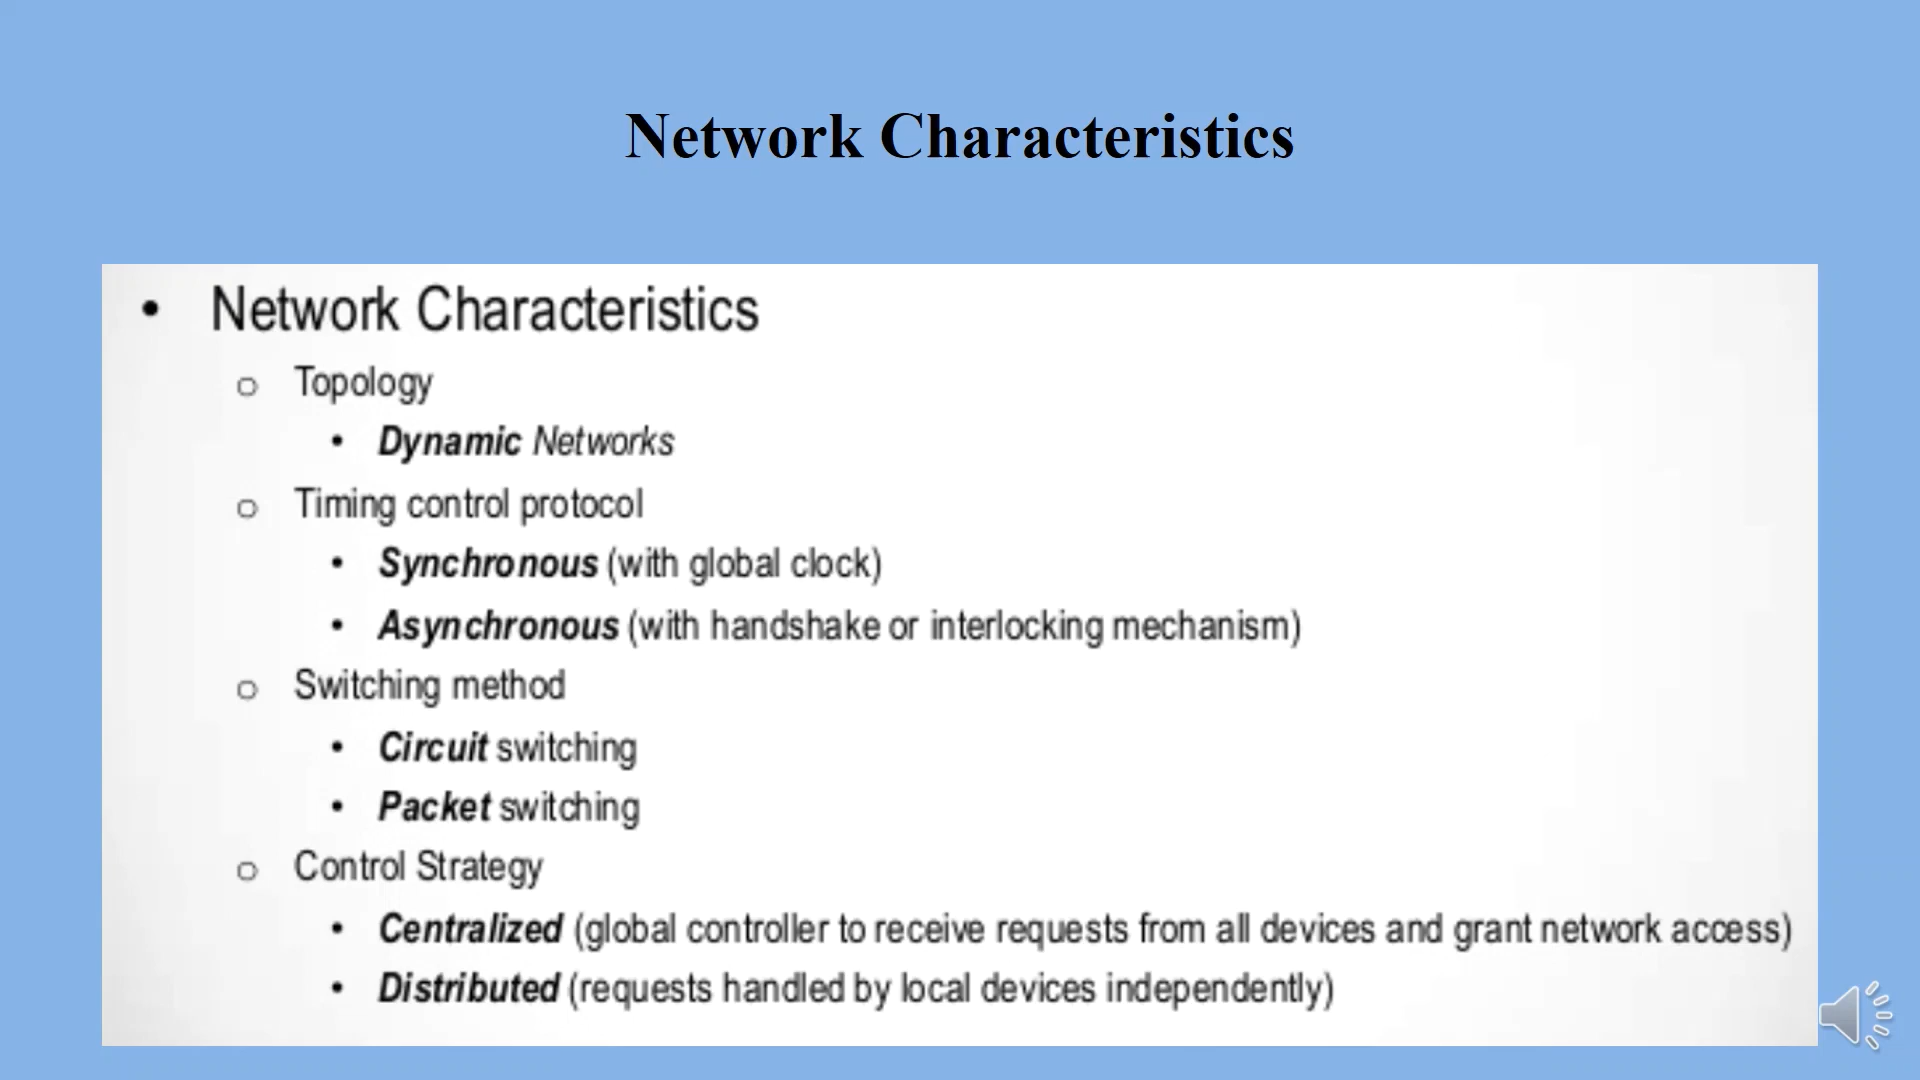 Network Characteristics
• Network Characteristics
o Topology
• Dynamic Networks
o Timing control protocol
• Synchronous (with global clock)
• Asynchronous (with handshake or interlocking mechanism)
o Switching method
• Circuit switching
• Packet switching
o Control Strategy
• Centralized (global controller to receive requests from all devices and grant network access)
• Distributed (requests handled by local devices independently)